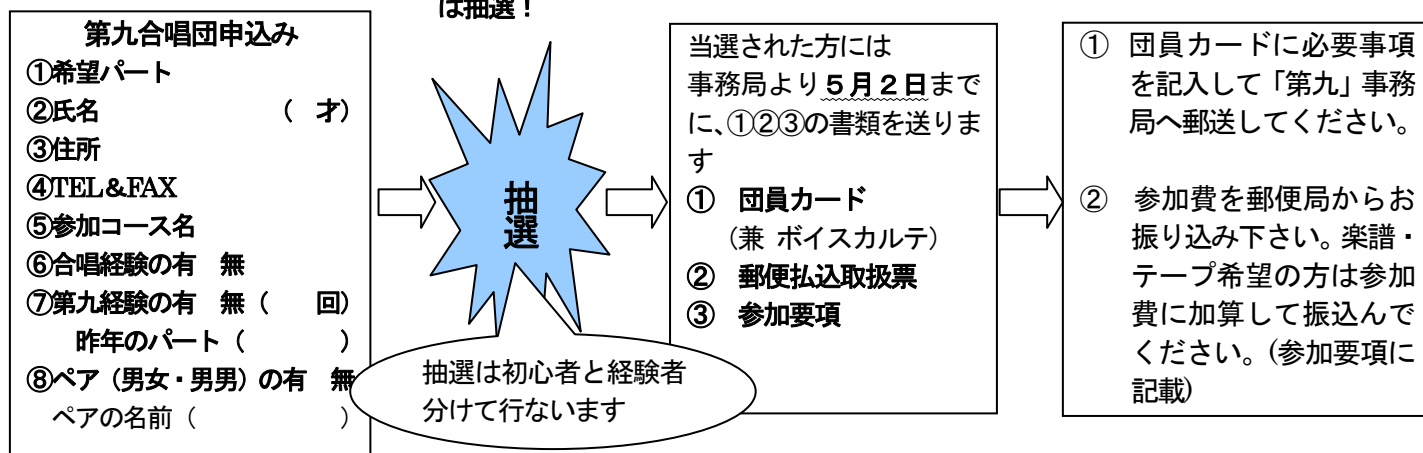 は抽選！
第九合唱団申込み
①希望パート
②氏名　　　　　　　（　才）
③住所
④TEL＆FAX
⑤参加コース名
⑥合唱経験の有　無
⑦第九経験の有　無（　　回）
昨年のパート（　　　　）
⑧ペア（男女・男男）の有　無
ペアの名前（　　　　　　）
抽選
抽選は初心者と経験者
分けて行ないます
当選された方には
事務局より５月２日まで
に、①②③の書類を送りま
す
①　団員カード
（兼 ボイスカルテ）
②　郵便払込取扱票
③　参加要項
①　団員カードに必要事項
を記入して「第九」事務
局へ郵送してください。
②　参加費を郵便局からお
振り込み下さい。楽譜・
テープ希望の方は参加
費に加算して振込んで
ください。（参加要項に
記載）